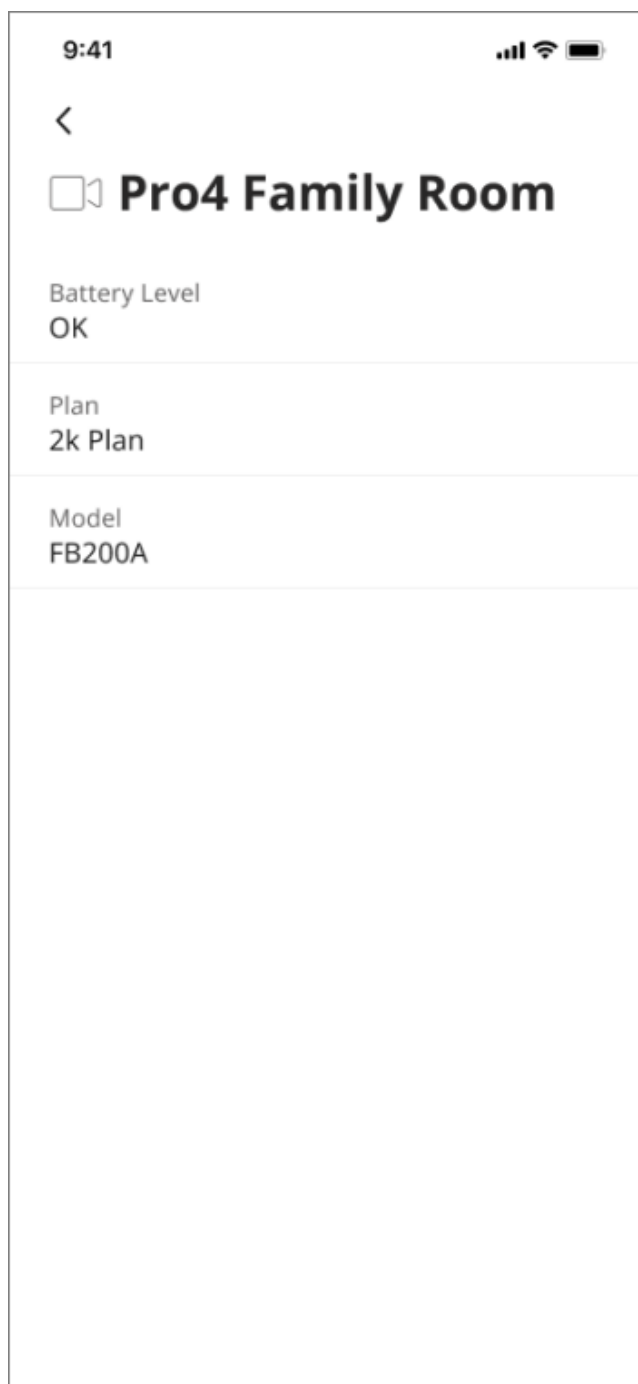 9:41
Pro4 Family Room
Battery Level
OK
Plan
2k Plan
Model
FB200A